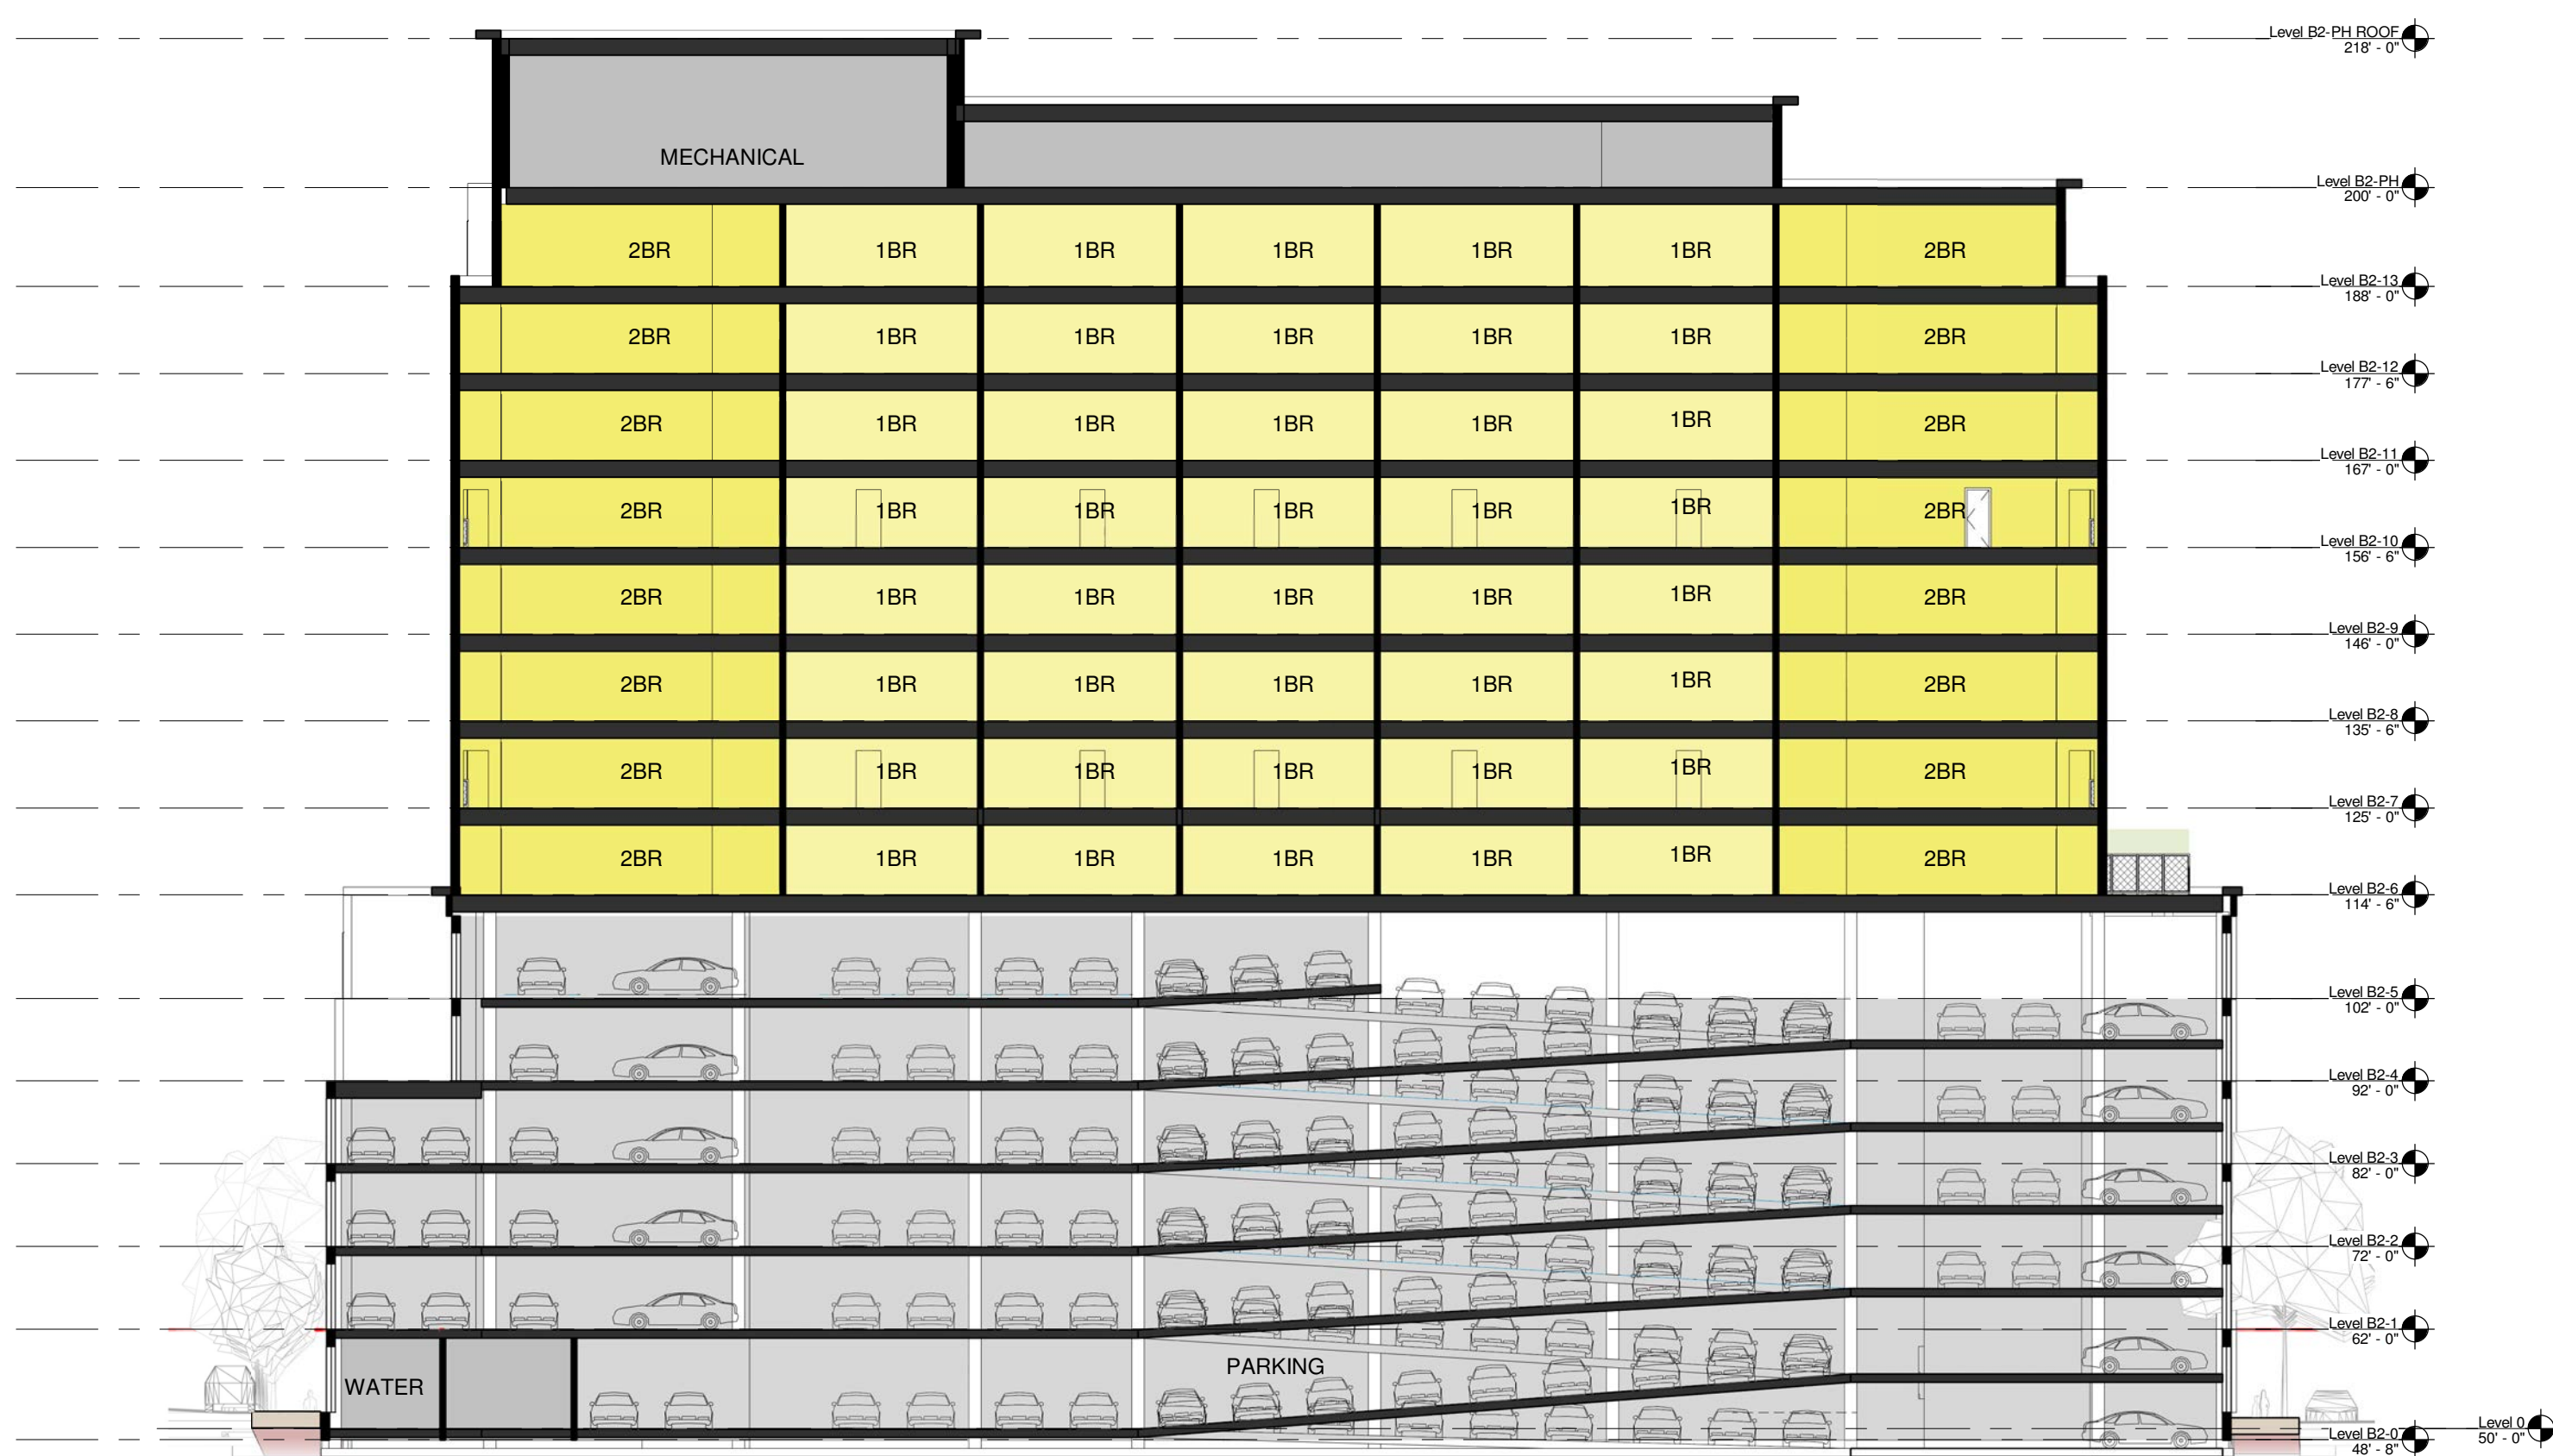 Level B2-PH ROOF
218' - 0"
MECHANICAL
Level B2-PH
200' - 0"
2BR 1BR 1BR 1BR 1BR 1BR 2BR
Level B2-13
188' - 0"
2BR 1BR 1BR 1BR 1BR 1BR 2BR
Level B2-12
177' - 6"
2BR 1BR 1BR 1BR 1BR 1BR 2BR
Level B2-11
167' - 0"
2BR 1BR 1BR 1BR 1BR 1BR 2BR
Level B2-10
156' - 6"
2BR 1BR 1BR 1BR 1BR 1BR 2BR
Level B2-9
146' - 0"
2BR 1BR 1BR 1BR 1BR 1BR 2BR
Level B2-8
135' - 6"
2BR 1BR 1BR 1BR 1BR 1BR 2BR
Level B2-7
125' - 0"
2BR 1BR 1BR 1BR 1BR 1BR 2BR
Level B2-6
114' - 6"
Level B2-5
102' - 0"
Level B2-4
92' - 0"
Level B2-3
82' - 0"
Level B2-2
72' - 0"
Level B2-1
62' - 0"
PARKING
WATER
Level 0
50' - 0"
Level B2-0
48' - 8"